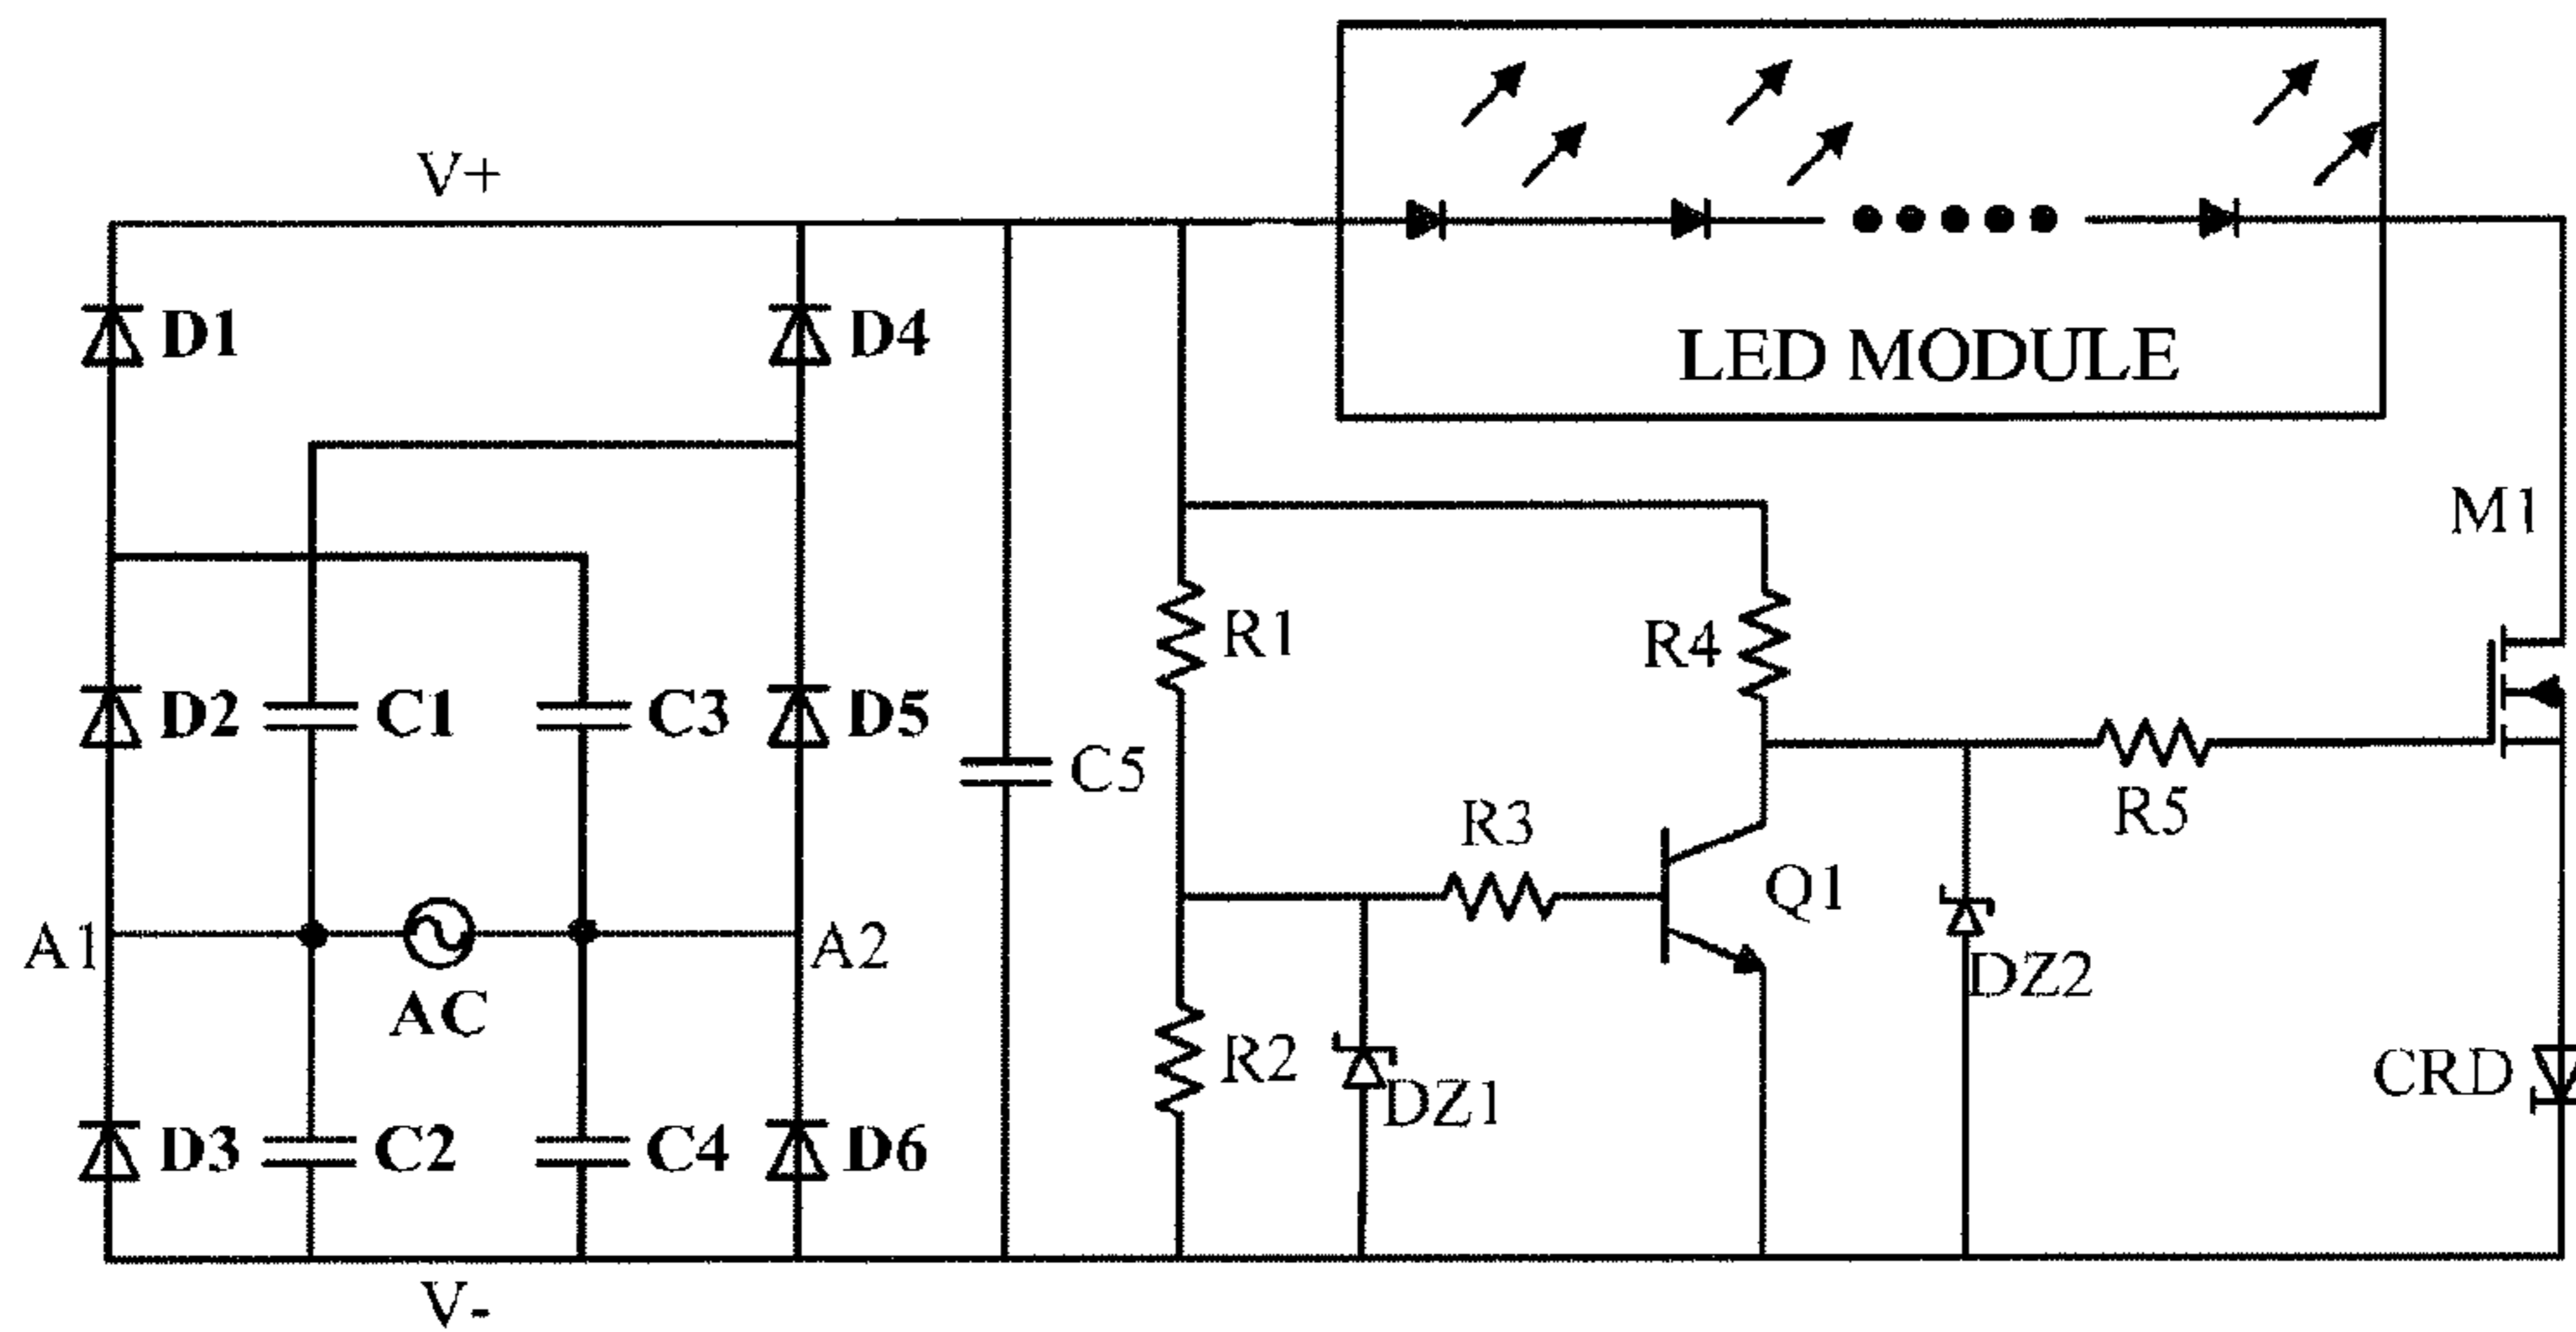 V+
D1
D4
LED MODULE
M1
R1
R4
D2
C1
C3
D5
C5
R5
R3
Q1
A1
A2
AC
DZ2
R2
DZ1
CRD
D3
C2
C4
D6
V-